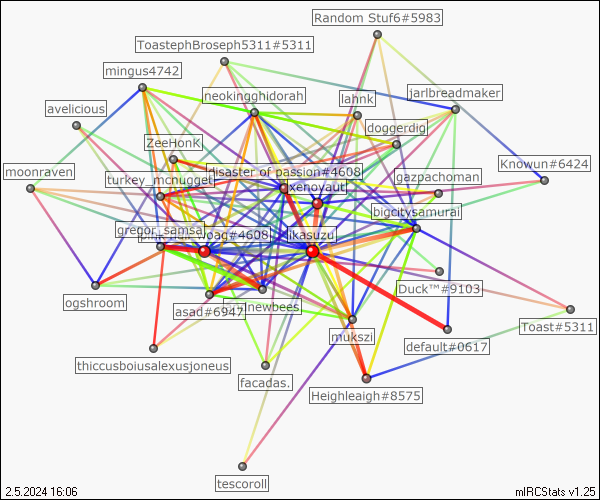 Random Stuf6#5983
ToastephBroseph5311#5311
mingus4742
neokingghidorah
lahnk
jarlbreadmaker
avelicious
doggerdig
ZeeHonK
Knowun#6424
moonraven
disaster of passion#4608
gazpachoman
turkey_mcnugget
xenoyaut
bigcitysamurai
gregor_samsa
oag#4608
likasuzu
ogshroom
Duck™#9103
asad#6947
newbees
Toast#5311
mukszi
default#0617
thiccusboiusalexusjoneus
facadas.
Heighleigh#8575
tescoroll
2.5.2024 16:06
mIRCStats v1.25